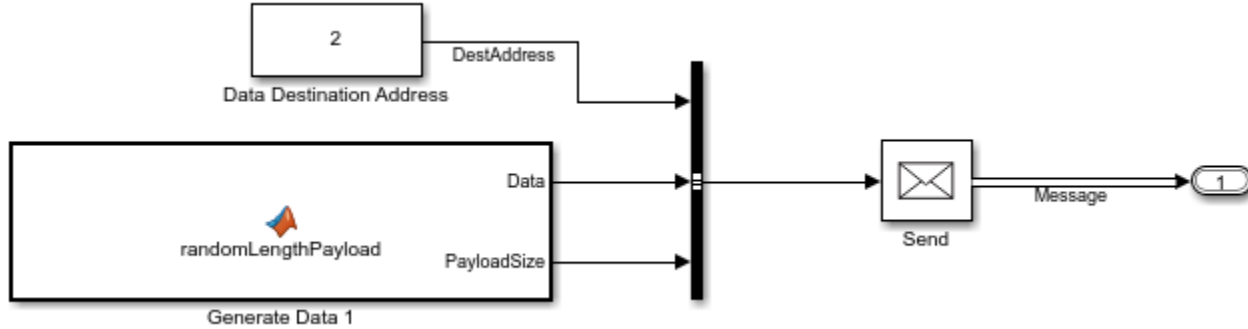 2
DestAddress
Data Destination Address
Data
randomLengthPayload
PayloadSize
Generate Data 1
Send
Message
1